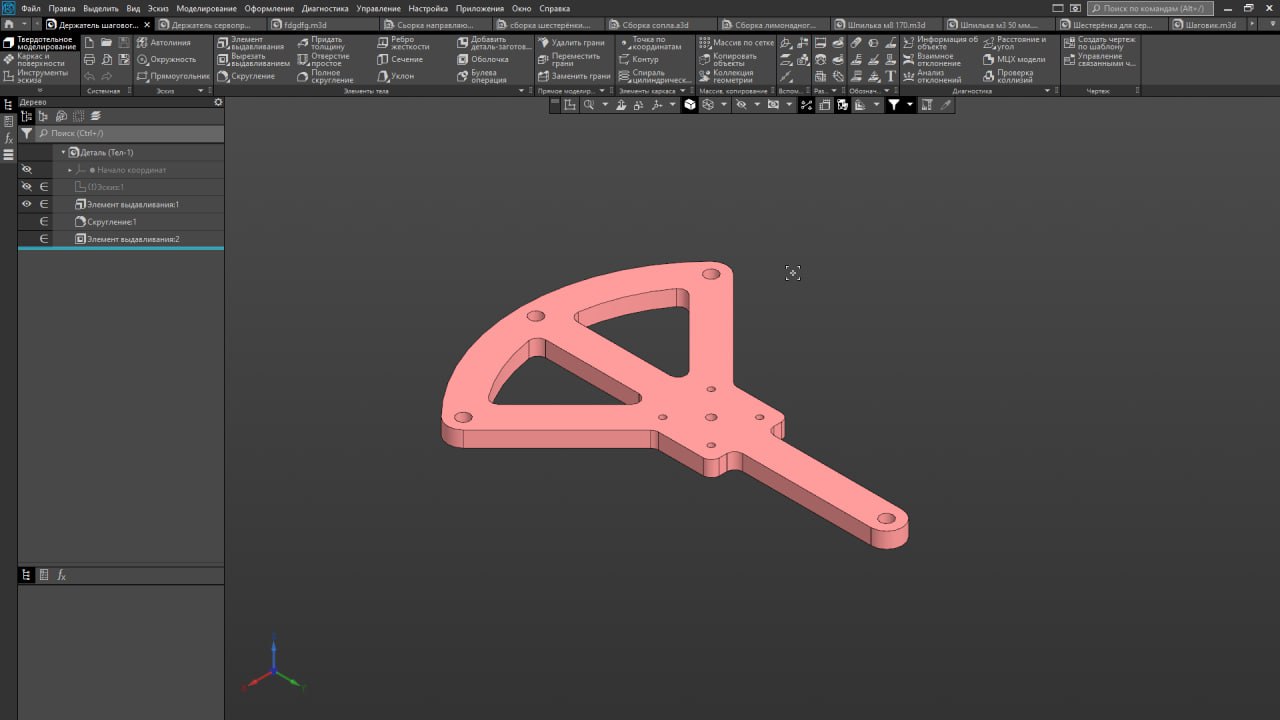 Файл Правка Выделить Вид Эскиз Моделирование Оформление Диагностика Управление Настройка Приложения Окно Справка Поиск по командам (Alt+/)
Держатель шаговог... Держатель сервопр... fdgdfg.m3d Сборка направляю... сборка шестерёнки... Сборка сопла.a3d Сборка лимонадног... Шпилька м8 170.m3d Шпилька м3 50 мм.... Шестерёнка для сер... Шаговик.m3d
Твердотельное моделирование
Каркас и поверхности
Инструменты эскиза
Системная
Автолиния
Окружность
Прямоугольник
Эскиз
Элемент выдавливания
Вырезать выдавливанием
Скругление
Придать толщину
Отверстие простое
Полное скругление
Ребро жесткости
Сечение
Уклон
Добавить деталь-заготов...
Оболочка
Булева операция
Элементы тела
Удалить грани
Переместить грани
Заменить грани
Прямое моделир...
Точка по координатам
Контур
Спираль цилиндрическ...
Элементы каркаса
Массив по сетке
Копировать объекты
Коллекция геометрии
Массив, копирование
Вспом...
Раз...
Обознач...
Информация об объекте
Взаимное отклонение
Анализ отклонений
Расстояние и угол
МЦХ модели
Проверка коллизий
Диагностика
Создать чертеж по шаблону
Управление связанными ч...
Чертеж
Дерево
Поиск (Ctrl+/)
Деталь (Тел-1)
Начало координат
(!)Эскиз:1
Элемент выдавливания:1
Скругление:1
Элемент выдавливания:2